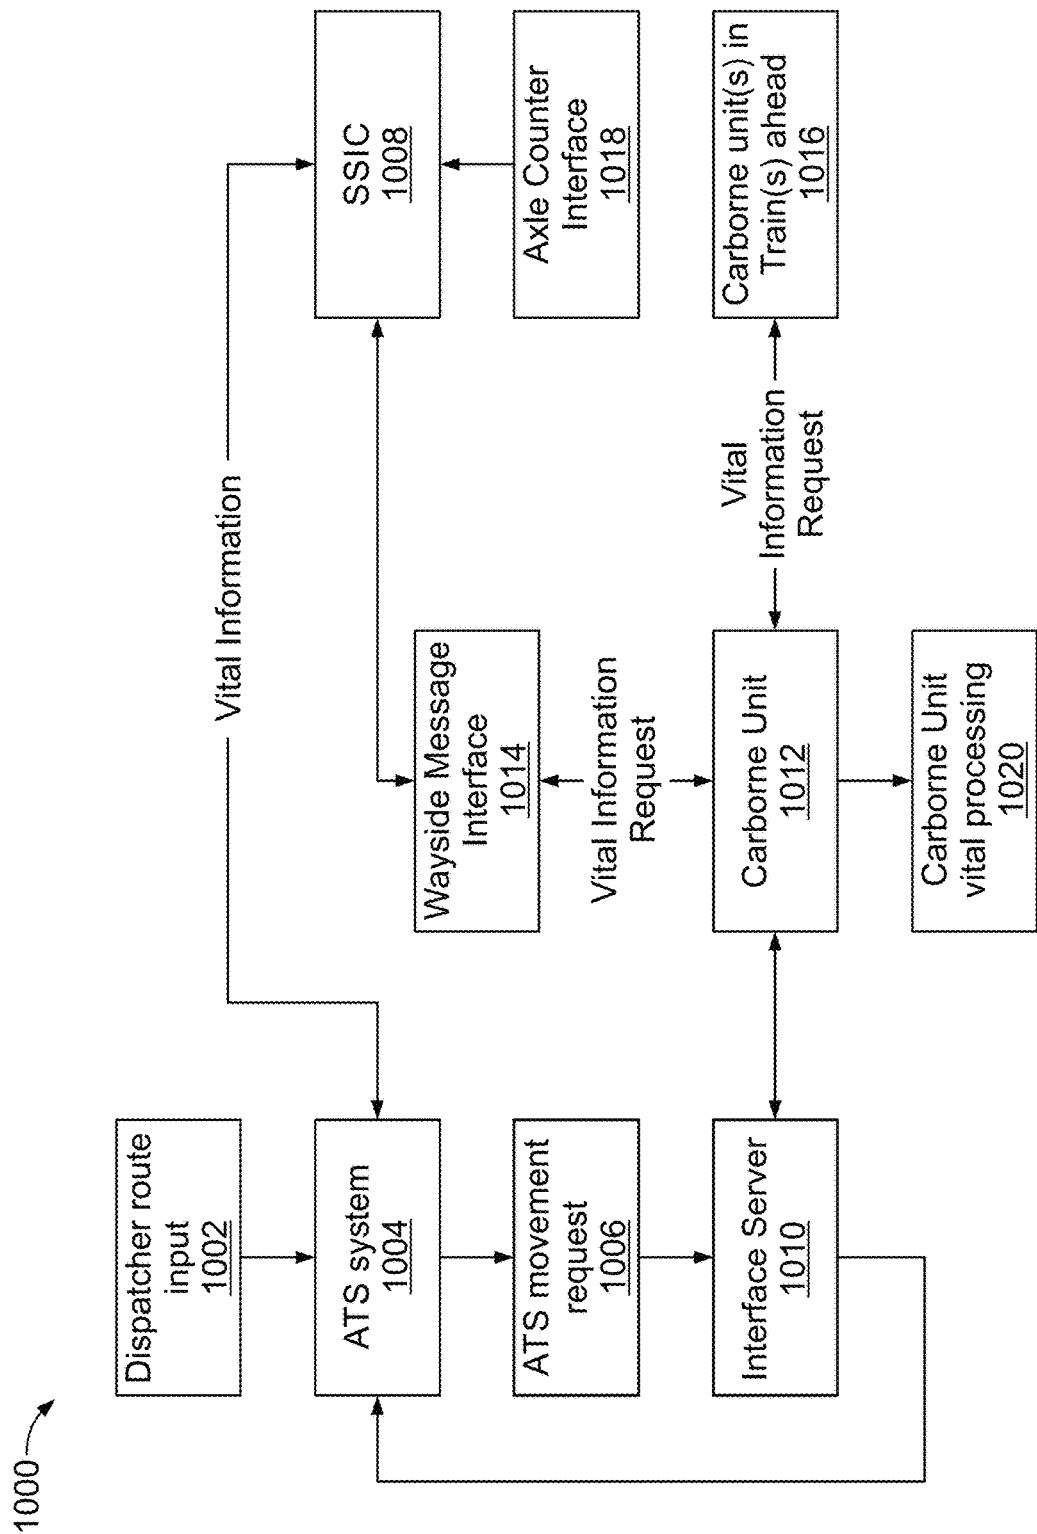 1000
Dispatcher route
input
1002
ATS system
1004
ATS movement
request
1006
Interface Server
1010
Vital Information
Wayside Message
Interface
1014
Vital Information
Request
Carborne Unit
1012
Carborne Unit
vital processing
1020
Vital
Information
Request
SSIC
1008
Axle Counter
Interface
1018
Carborne unit(s) in
Train(s) ahead
1016